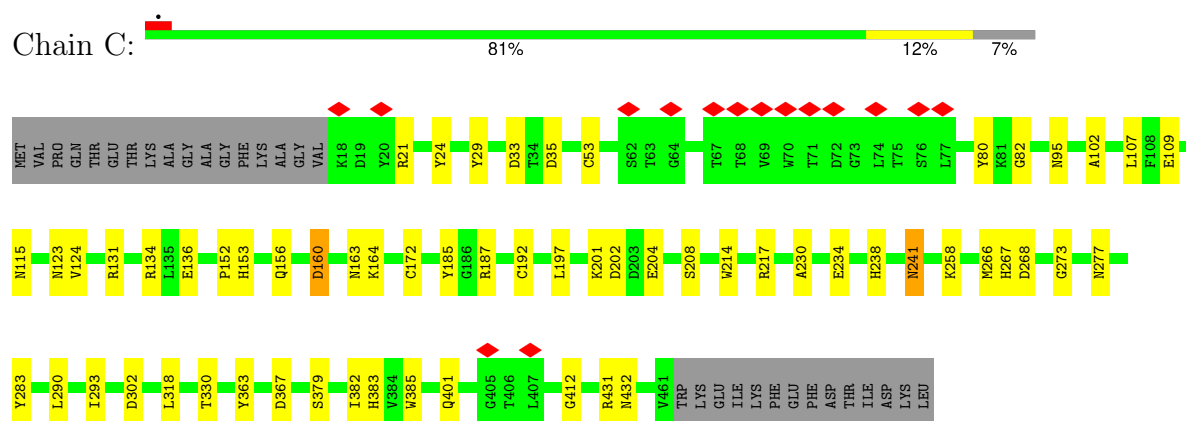 Chain C:
81% 12% 7%
MET VAL PRO GLN THR GLU THR LYS ALA GLY ALA GLY PHE LYS ALA GLY VAL K18 D19 Y20 R21 Y24 Y29 D33 T34 D35 C53 S62 T63 G64 T67 T68 V69 W70 T71 D72 G73 L74 T75 S76 L77 Y80 K81 G82 N95 A102 L107 F108 E109
N115 N123 V124 R131 R134 L135 E136 P152 H153 Q156 D160 N163 K164 C172 Y185 G186 R187 C192 L197 K201 D202 D203 E204 S208 W214 R217 A230 E234 H238 N241 K258 M266 H267 D268 G273 N277
Y283 L290 I293 D302 L318 T330 Y363 D367 S379 I382 H383 V384 W385 Q401 G405 T406 L407 G412 R431 N432 V461 TRP LYS GLU ILE LYS PHE GLU PHE ASP THR ILE ASP LYS LEU